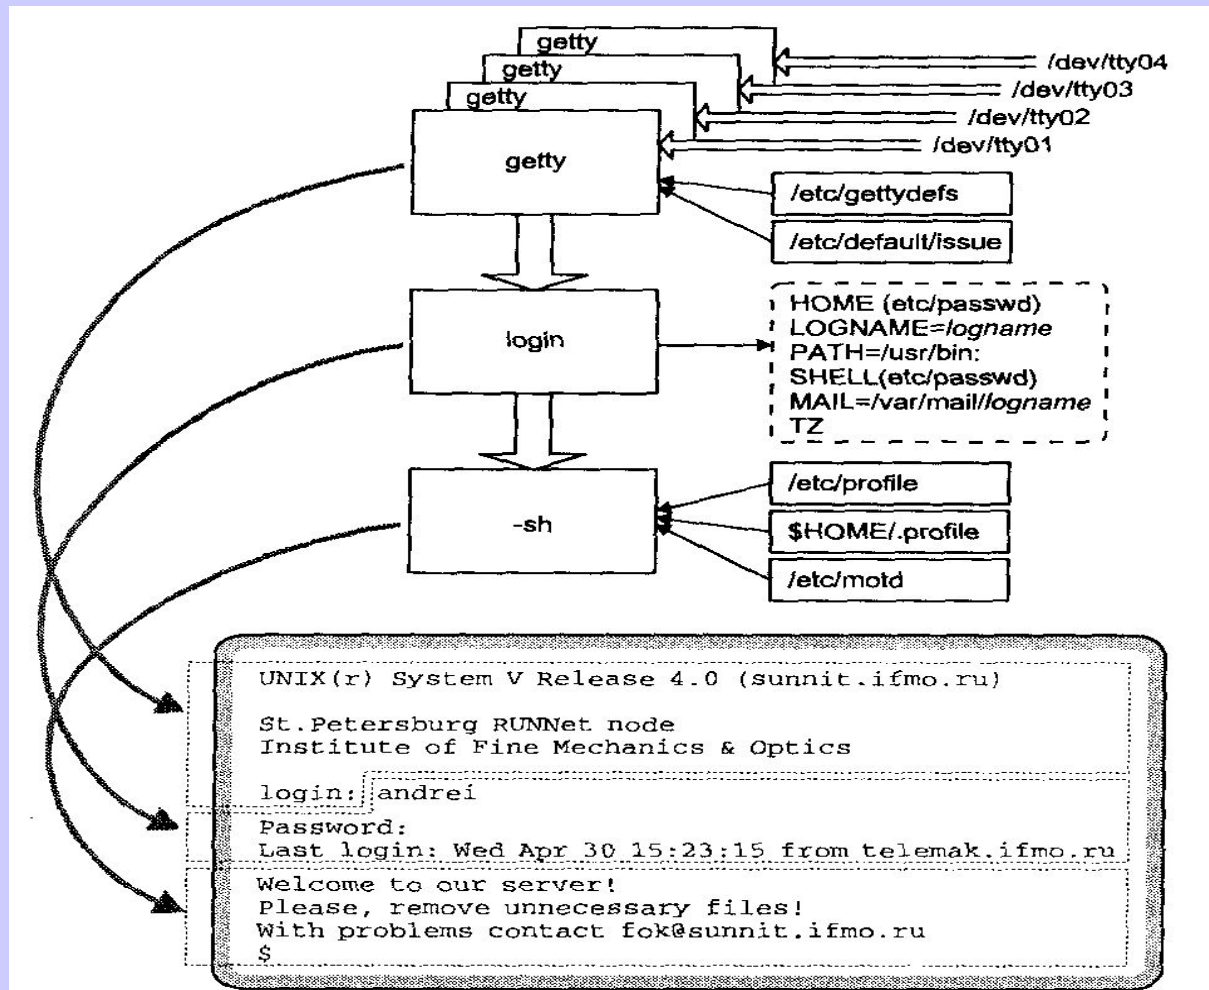 getty
/dev/tty04
getty
/dev/tty03
getty
/dev/tty02
/dev/tty01
getty
/etc/gettydefs
/etc/default/issue
HOME (etc/passwd)
LOGNAME=logname
PATH=/usr/bin:
SHELL(etc/passwd)
MAIL=/var/mail/logname
TZ
login
/etc/profile
-sh
$HOME/.profile
/etc/motd
UNIX(r) System V Release 4.0 (sunnit.ifmo.ru)
St.Petersburg RUNNet node
Institute of Fine Mechanics & Optics
login: andrei
Password:
Last login: Wed Apr 30 15:23:15 from telemak.ifmo.ru
Welcome to our server!
Please, remove unnecessary files!
With problems contact fok@sunnit.ifmo.ru
$